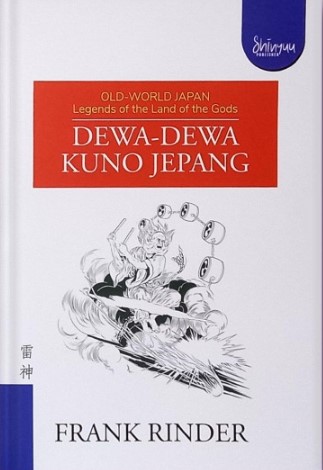 Shinyuu
PUBLISHER
OLD-WORLD JAPAN
Legends of the Land of the Gods
DEWA-DEWA
KUNO JEPANG
雷神
FRANK RINDER